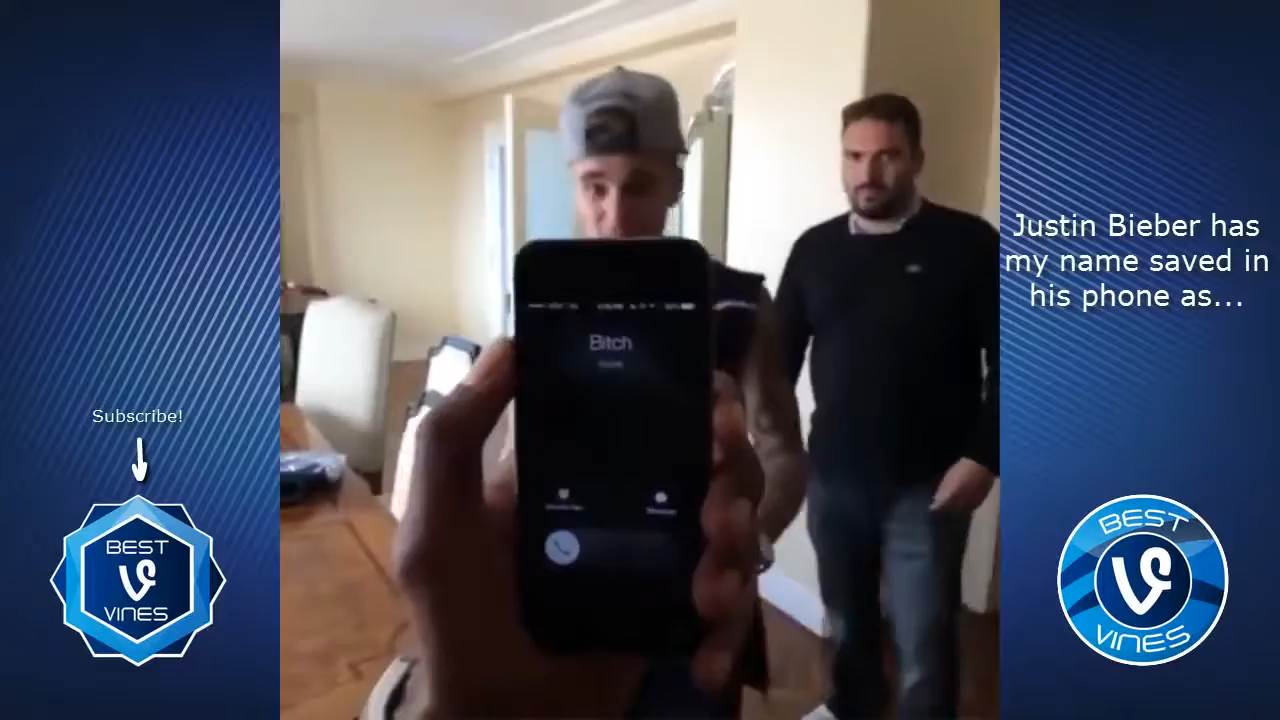 Justin Bieber has
my name saved in
his phone as...
Bitch
Subscribe!
BEST
VINES
BEST
VINES